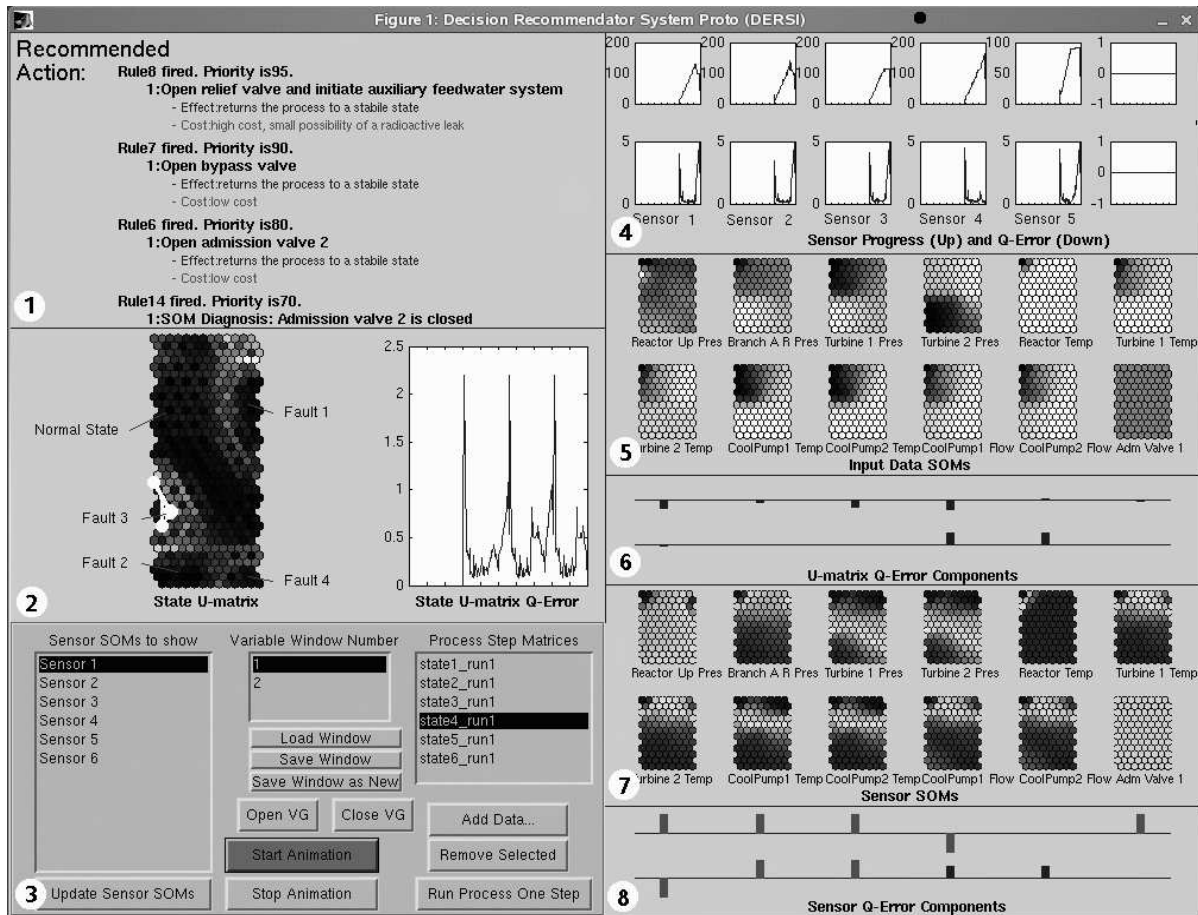 Figure 1: Decision Recommendator System Proto (DERSI)
Recommended
Action:
Rule8 fired. Priority is95.
1:Open relief valve and initiate auxiliary feedwater system
- Effect:returns the process to a stabile state
- Cost:high cost, small possibility of a radioactive leak
Rule7 fired. Priority is90.
1:Open bypass valve
- Effect:returns the process to a stabile state
- Cost:low cost
Rule6 fired. Priority is80.
1:Open admission valve 2
- Effect:returns the process to a stabile state
- Cost:low cost
Rule14 fired. Priority is70.
1:SOM Diagnosis: Admission valve 2 is closed
1
Normal State
Fault 1
Fault 3
Fault 2
Fault 4
State U-matrix
2.5
2
1.5
1
0.5
0
State U-matrix Q-Error
2
Sensor SOMs to show
Sensor 1
Sensor 2
Sensor 3
Sensor 4
Sensor 5
Sensor 6
Update Sensor SOMs
Variable Window Number
1
2
Load Window
Save Window
Save Window as New
Open VG
Close VG
Start Animation
Stop Animation
Process Step Matrices
state1_run1
state2_run1
state3_run1
state4_run1
state5_run1
state6_run1
Add Data...
Remove Selected
Run Process One Step
3
200 200 200 200 100 1
100 100 100 100 50 0
0 0 0 0 0 -1
5 5 5 5 5 1
0
0 0 0 0 0 -1
Sensor 1 Sensor 2 Sensor 3 Sensor 4 Sensor 5
4
Sensor Progress (Up) and Q-Error (Down)
Reactor Up Pres Branch A R Pres Turbine 1 Pres Turbine 2 Pres Reactor Temp Turbine 1 Temp
urbine 2 Temp CoolPump1 Temp CoolPump2 Temp CoolPump1 Flow CoolPump2 Flow Adm Valve 1
5
Input Data SOMs
6
U-matrix Q-Error Components
Reactor Up Pres Branch A R Pres Turbine 1 Pres Turbine 2 Pres Reactor Temp Turbine 1 Temp
Turbine 2 Temp CoolPump1 Temp CoolPump2 Temp CoolPump1 Flow CoolPump2 Flow Adm Valve 1
7
Sensor SOMs
8
Sensor Q-Error Components